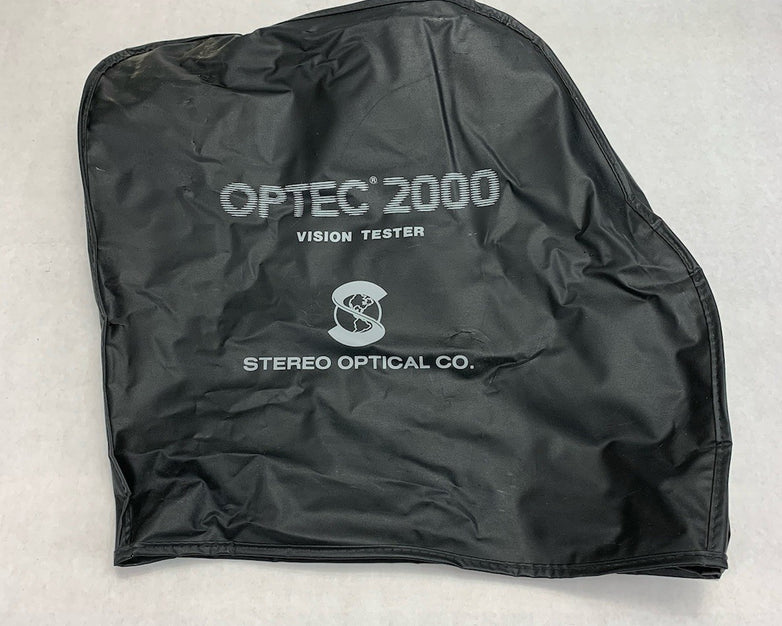 OPTEC® 2000
VISION TESTER
STEREO OPTICAL CO.